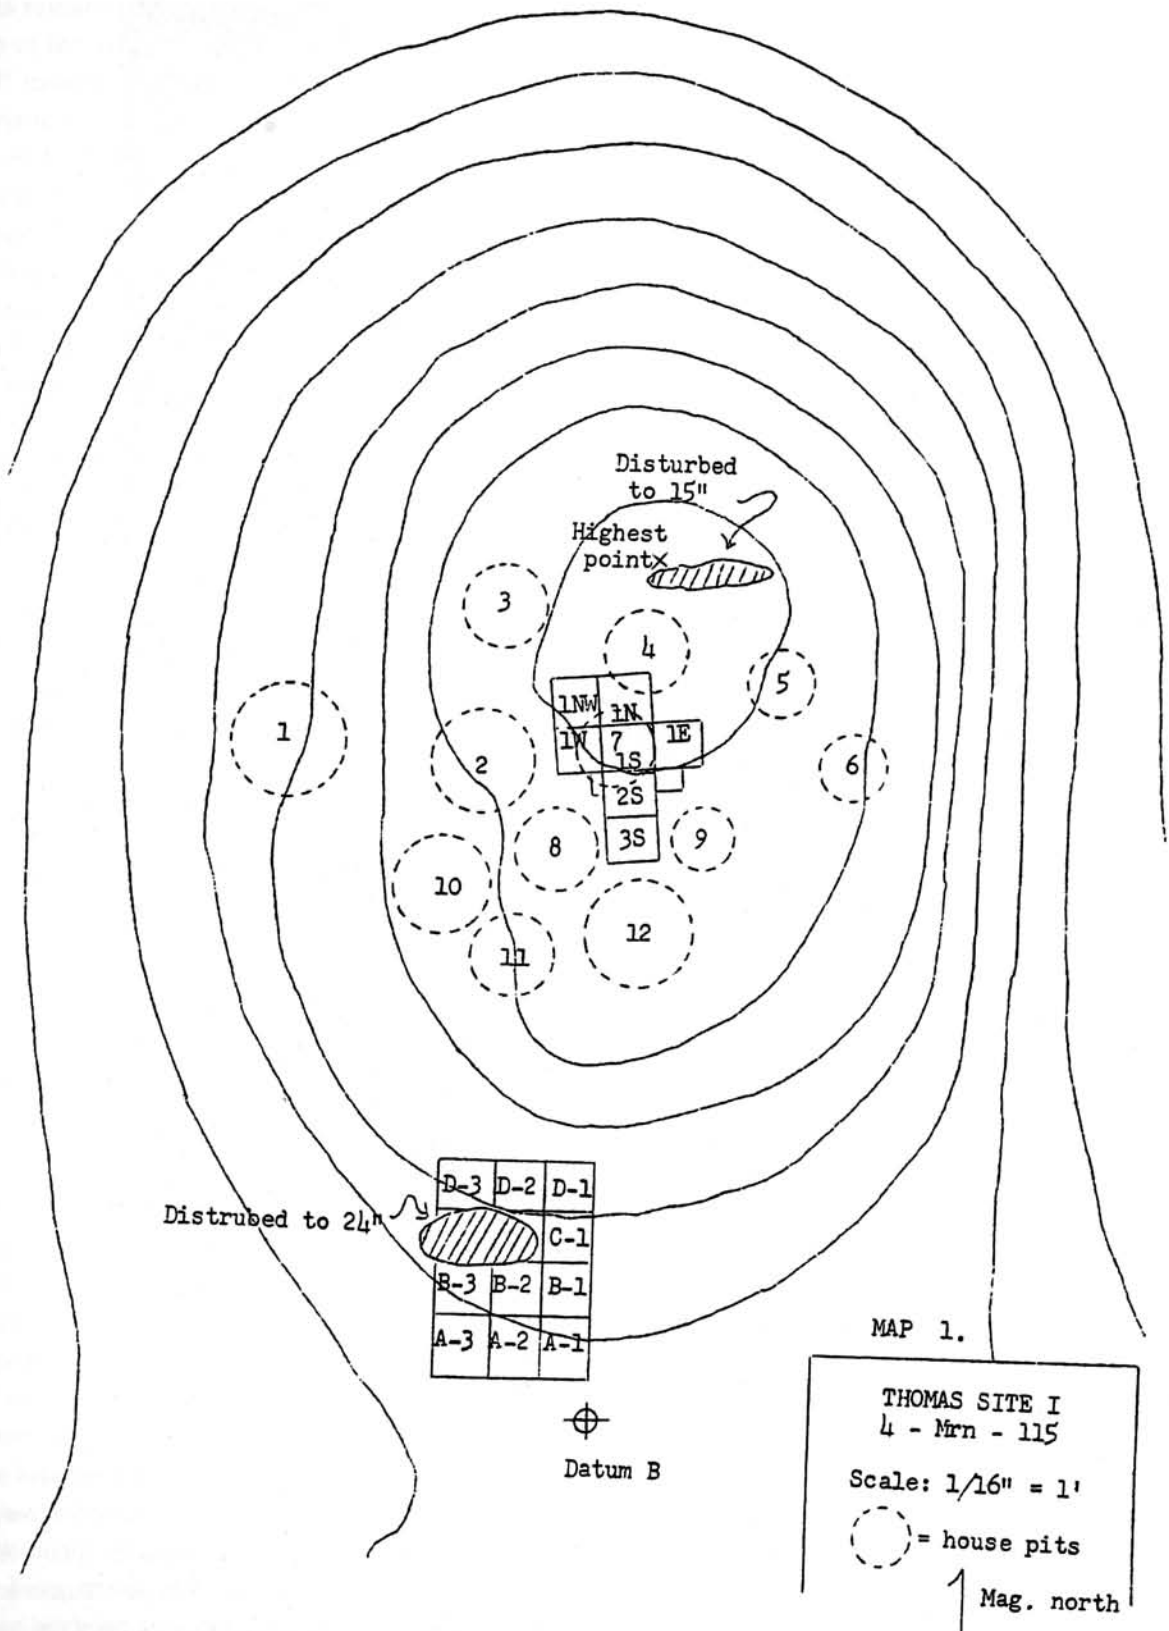 Disturbed
to 15"
Highest
point×
3
4
5
1NW
1N
1
1W
7
1E
2
1S
6
2S
8
3S
9
10
12
11
D-3 D-2 D-1
Distrubed to 24"
C-1
B-3 B-2 B-1
A-3 A-2 A-1
MAP 1.
Datum B
THOMAS SITE I
4 - Mrn - 115
Scale: 1/16" = 1'
= house pits
Mag. north